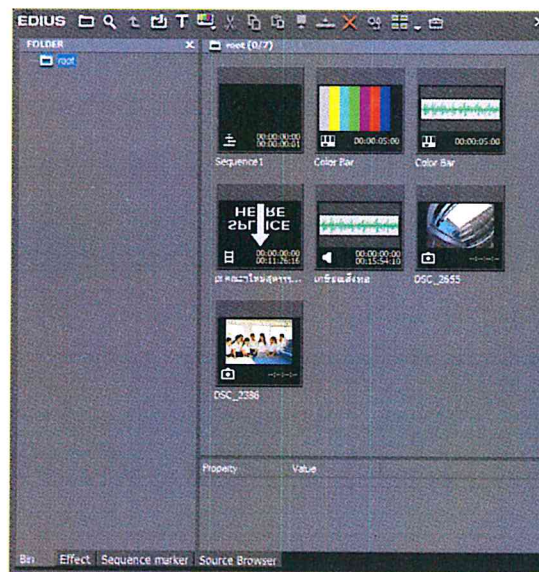 EDIUS
FOLDER
root
root (0/7)
00:00:00:00
00:00:00:01
Sequence1
00:00:05:00
Color Bar
00:00:05:00
Color Bar
HERE
SPLICE
00:00:00:00
00:11:26:16
00:00:00:00
00:15:54:10
--:--:--:--
DSC_2655
--:--:--:--
DSC_2386
Property Value
Bin Effect Sequence marker Source Browser